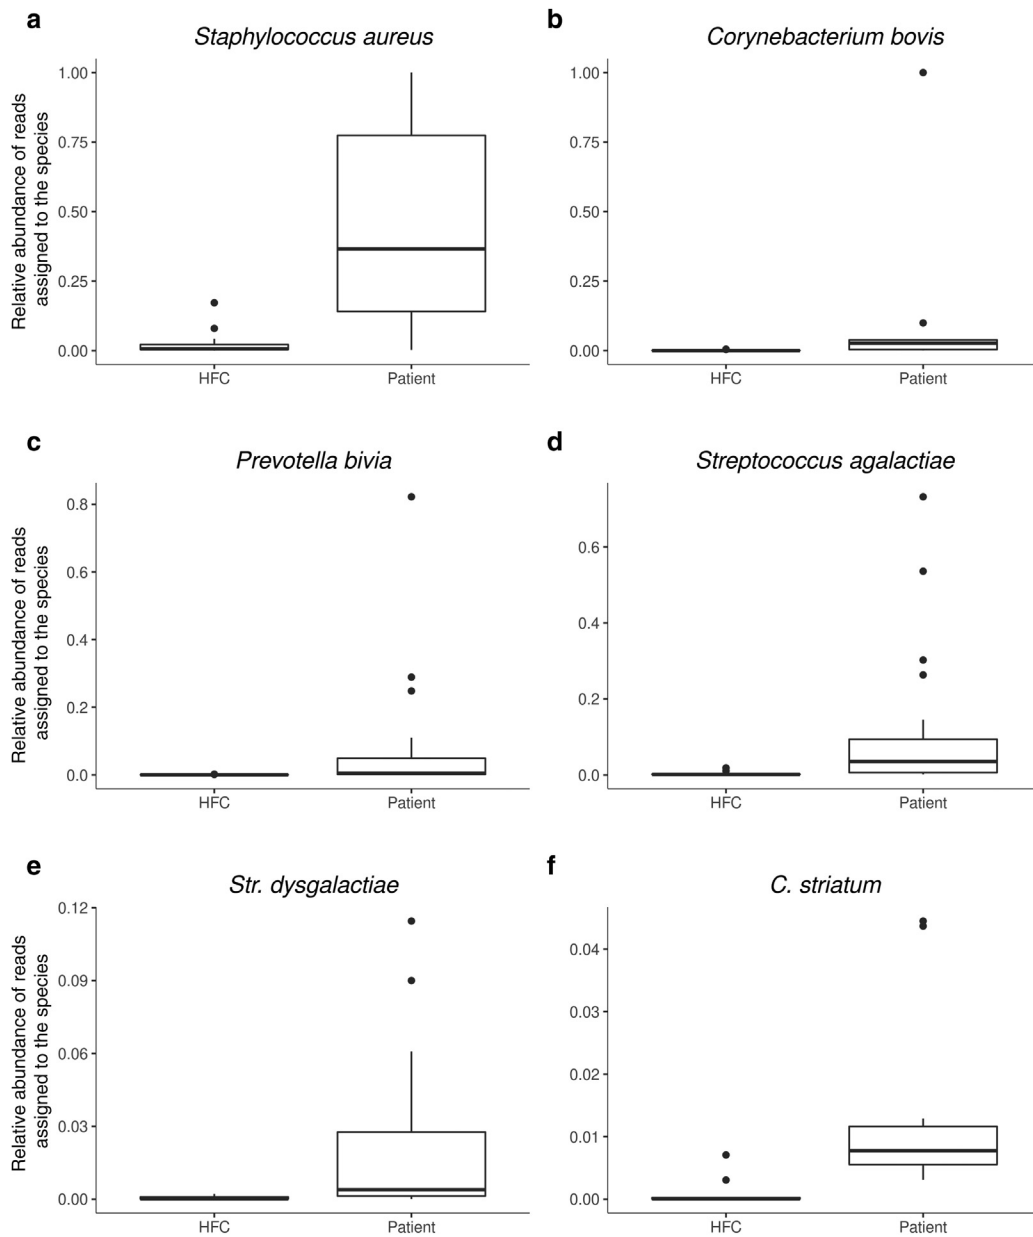 a
Staphylococcus aureus
Relative abundance of reads
assigned to the species
1.00
0.75
0.50
0.25
0.00
HFC
Patient
b
Corynebacterium bovis
1.00
0.75
0.50
0.25
0.00
HFC
Patient
c
Prevotella bivia
Relative abundance of reads
assigned to the species
0.8
0.6
0.4
0.2
0.0
HFC
Patient
d
Streptococcus agalactiae
0.6
0.4
0.2
0.0
HFC
Patient
e
Str. dysgalactiae
Relative abundance of reads
assigned to the species
0.12
0.09
0.06
0.03
0.00
HFC
Patient
f
C. striatum
0.04
0.03
0.02
0.01
0.00
HFC
Patient